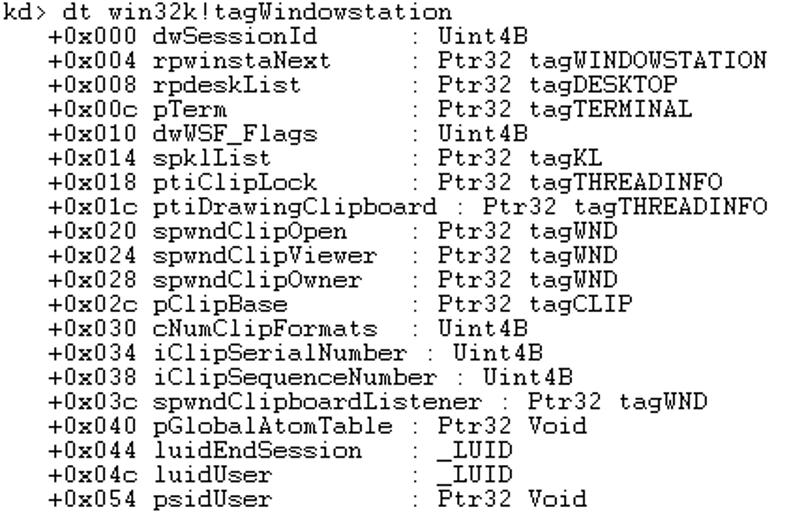 kd> dt win32k!tagWindowstation
+0x000 dwSessionId : Uint4B
+0x004 rpwinstaNext : Ptr32 tagWINDOWSTATION
+0x008 rpdeskList : Ptr32 tagDESKTOP
+0x00c pTerm : Ptr32 tagTERMINAL
+0x010 dwWSF_Flags : Uint4B
+0x014 spklList : Ptr32 tagKL
+0x018 ptiClipLock : Ptr32 tagTHREADINFO
+0x01c ptiDrawingClipboard : Ptr32 tagTHREADINFO
+0x020 spwndClipOpen : Ptr32 tagWND
+0x024 spwndClipViewer : Ptr32 tagWND
+0x028 spwndClipOwner : Ptr32 tagWND
+0x02c pClipBase : Ptr32 tagCLIP
+0x030 cNumClipFormats : Uint4B
+0x034 iClipSerialNumber : Uint4B
+0x038 iClipSequenceNumber : Uint4B
+0x03c spwndClipboardListener : Ptr32 tagWND
+0x040 pGlobalAtomTable : Ptr32 Void
+0x044 luidEndSession : _LUID
+0x04c luidUser : _LUID
+0x054 psidUser : Ptr32 Void